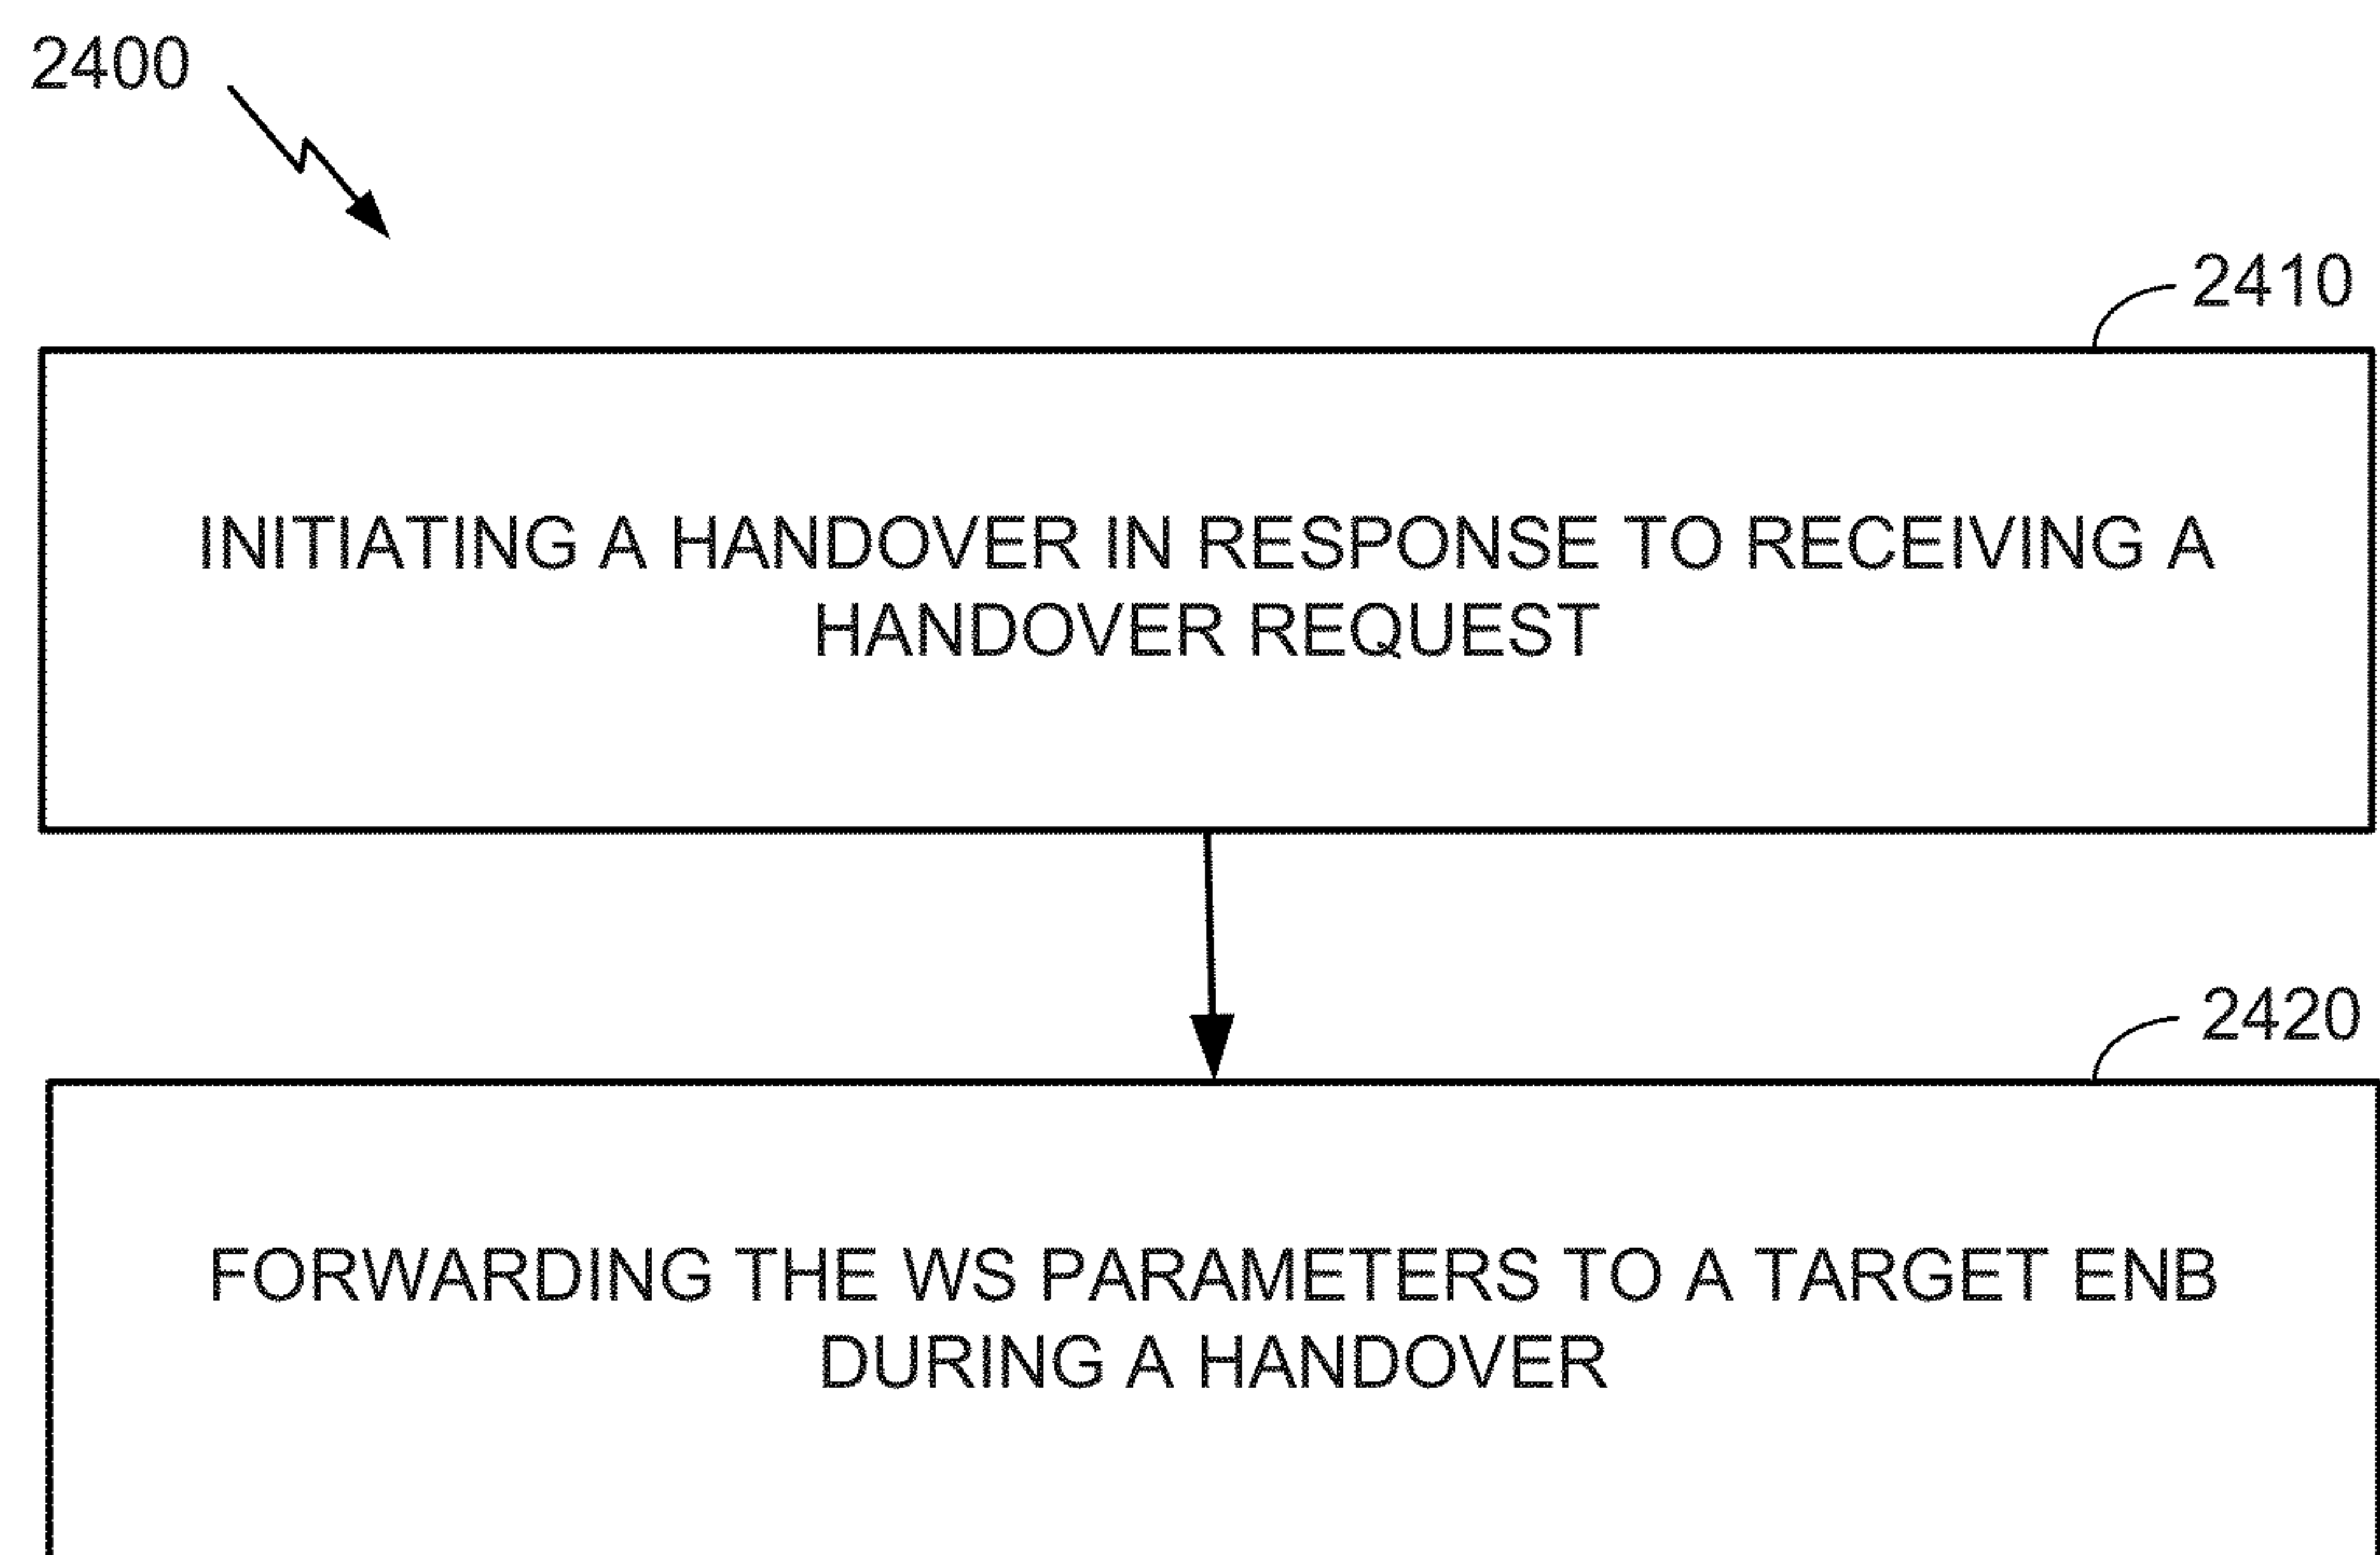 2400
2410
INITIATING A HANDOVER IN RESPONSE TO RECEIVING A
HANDOVER REQUEST
2420
FORWARDING THE WS PARAMETERS TO A TARGET ENB
DURING A HANDOVER